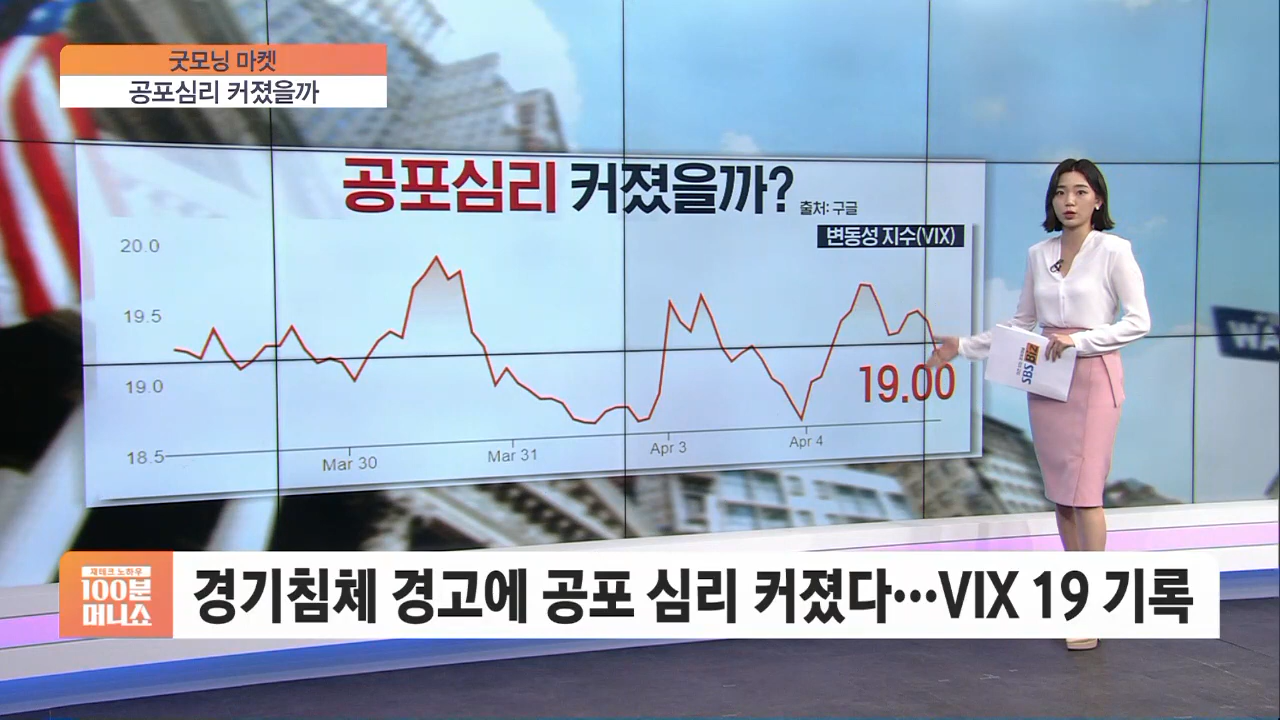 굿모닝 마켓
공포심리 커졌을까
공포심리 커졌을까?
출처: 구글
변동성 지수(VIX)
20.0
19.5
19.0
18.5
Mar 30
Mar 31
Apr 3
Apr 4
19.00
SBS
WA
재테크 노하우
100분
머니쇼
경기침체 경고에 공포 심리 커졌다…VIX 19 기록